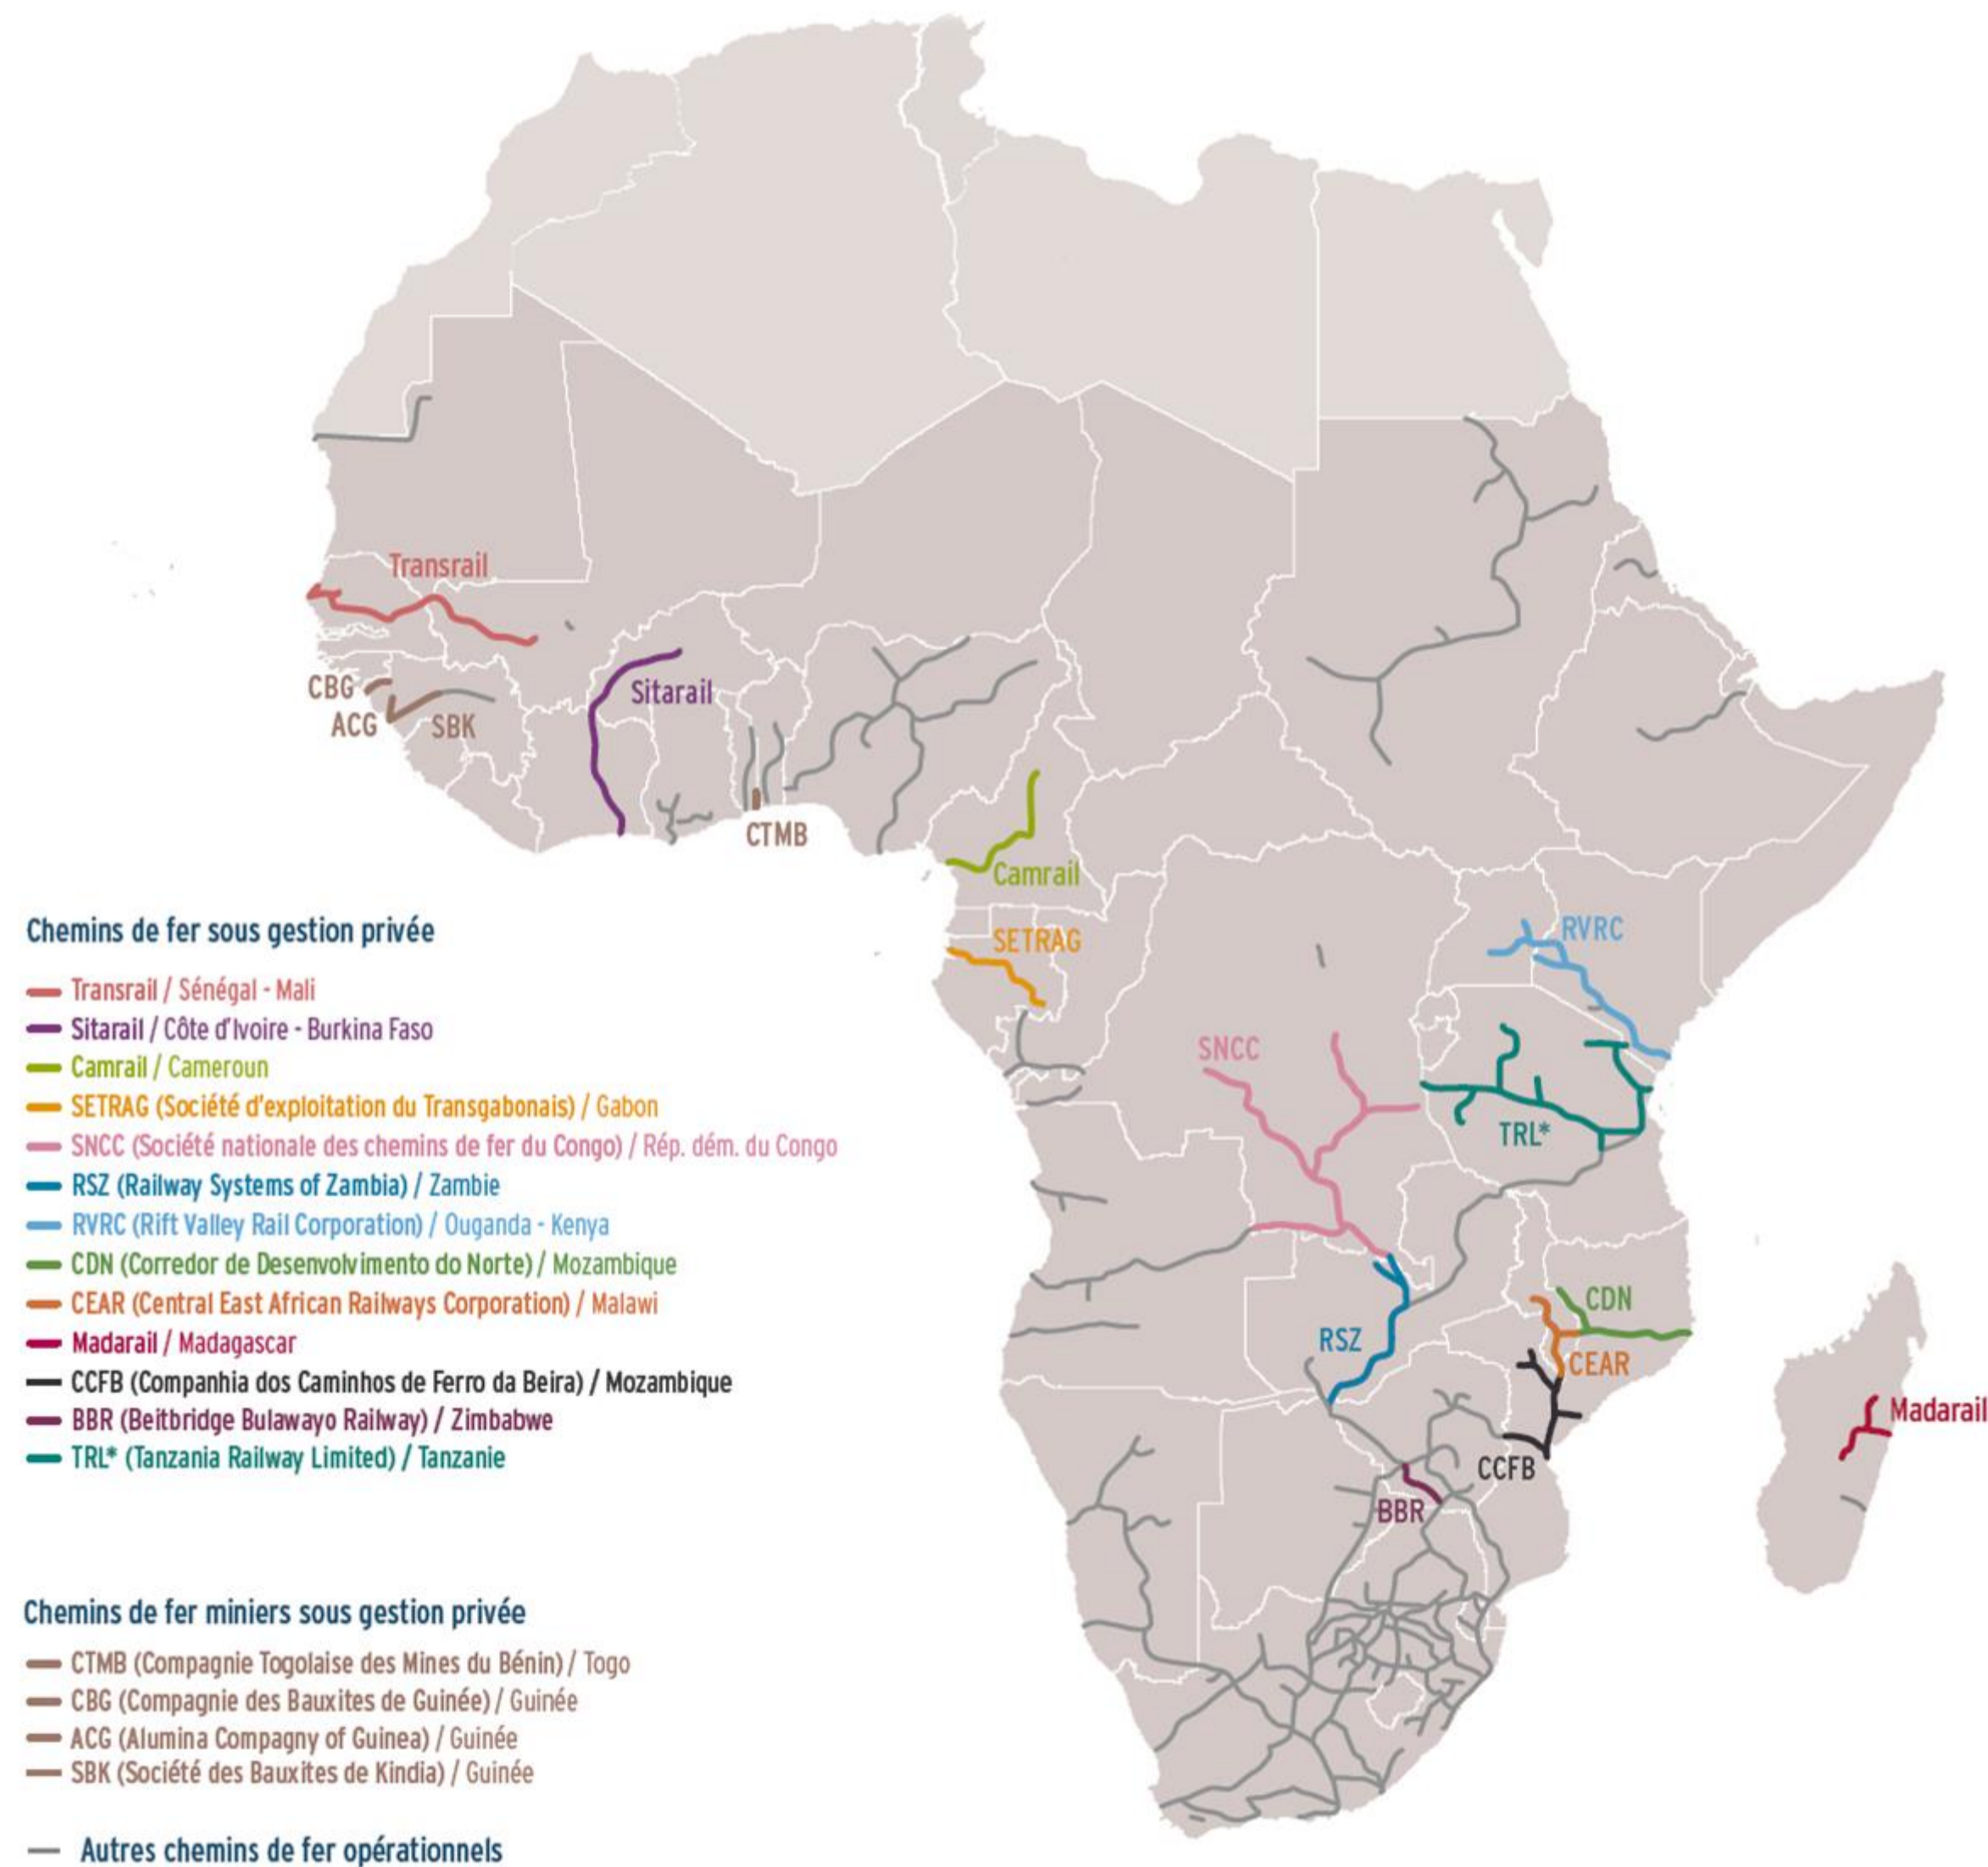 Transrail
CBG
ACG
SBK
Sitarail
CTMB
Camrail
SETRAG
RVRC
SNCC
TRL*
RSZ
CDN
CEAR
CCFB
BBR
Madarail
Chemins de fer sous gestion privée
Transrail / Sénégal - Mali
Sitarail / Côte d'Ivoire - Burkina Faso
Camrail / Cameroun
SETRAG (Société d'exploitation du Transgabonais) / Gabon
SNCC (Société nationale des chemins de fer du Congo) / Rép. dém. du Congo
RSZ (Railway Systems of Zambia) / Zambie
RVRC (Rift Valley Rail Corporation) / Ouganda - Kenya
CDN (Corredor de Desenvolvimento do Norte) / Mozambique
CEAR (Central East African Railways Corporation) / Malawi
Madarail / Madagascar
CCFB (Companhia dos Caminhos de Ferro da Beira) / Mozambique
BBR (Beitbridge Bulawayo Railway) / Zimbabwe
TRL* (Tanzania Railway Limited) / Tanzanie
Chemins de fer miniers sous gestion privée
CTMB (Compagnie Togolaise des Mines du Bénin) / Togo
CBG (Compagnie des Bauxites de Guinée) / Guinée
ACG (Alumina Compagny of Guinea) / Guinée
SBK (Société des Bauxites de Kindia) / Guinée
Autres chemins de fer opérationnels